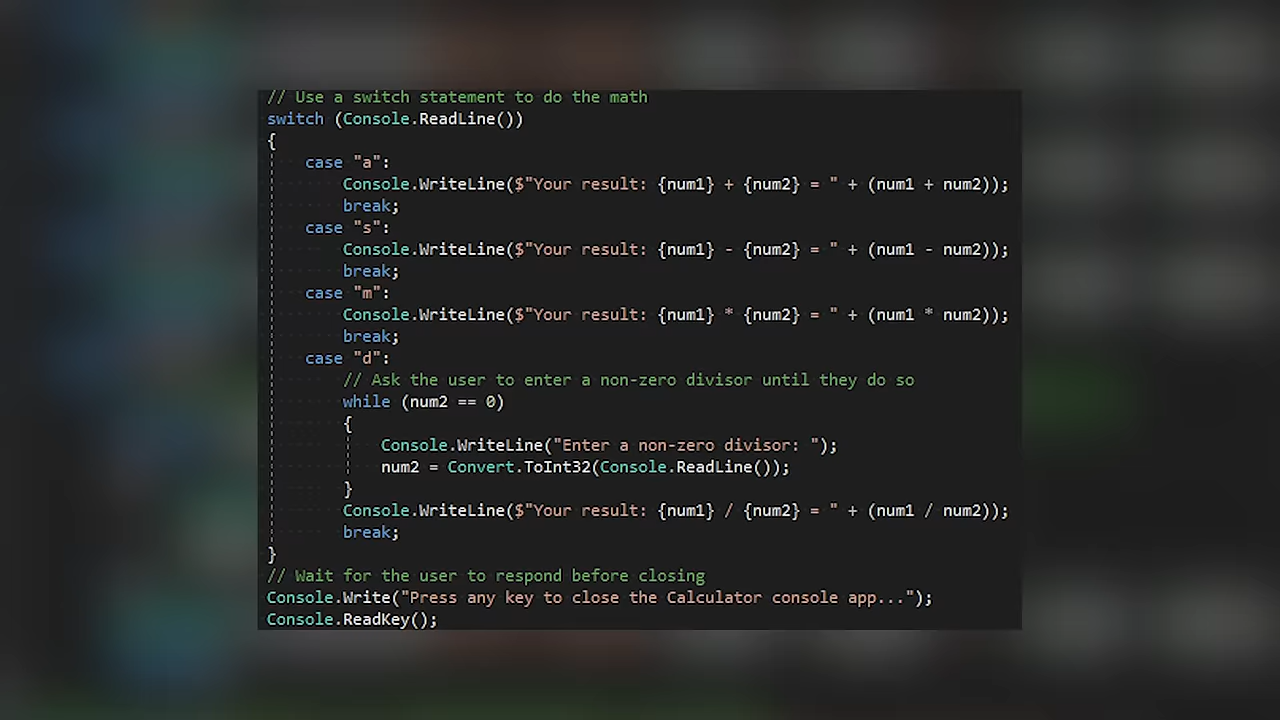 // Use a switch statement to do the math
switch (Console.ReadLine())
{
case "a":
Console.WriteLine($"Your result: {num1} + {num2} = " + (num1 + num2));
break;
case "s":
Console.WriteLine($"Your result: {num1} - {num2} = " + (num1 - num2));
break;
case "m":
Console.WriteLine($"Your result: {num1} * {num2} = " + (num1 * num2));
break;
case "d":
// Ask the user to enter a non-zero divisor until they do so
while (num2 == 0)
{
Console.WriteLine("Enter a non-zero divisor: ");
num2 = Convert.ToInt32(Console.ReadLine());
}
Console.WriteLine($"Your result: {num1} / {num2} = " + (num1 / num2));
break;
}
// Wait for the user to respond before closing
Console.Write("Press any key to close the Calculator console app...");
Console.ReadKey();